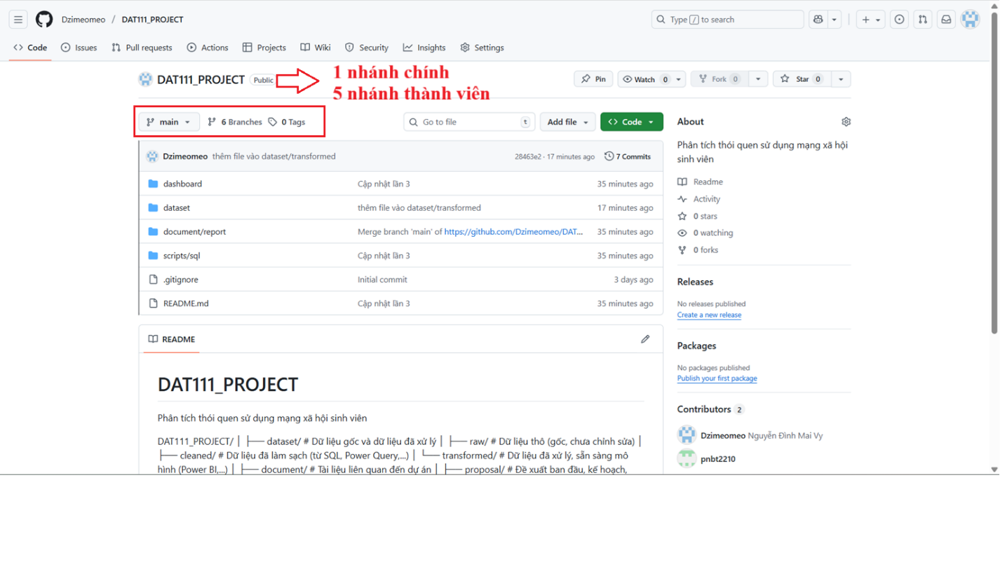 Dzimeomeo / DAT111_PROJECT
Type / to search
Code Issues Pull requests Actions Projects Wiki Security Insights Settings
DAT111_PROJECT Public
1 nhánh chính
5 nhánh thành viên
Pin Watch 0 Fork 0 Star 0
main 6 Branches 0 Tags
Go to file t Add file Code
Dzimeomeo thêm file vào dataset/transformed 28463e2 · 17 minutes ago 7 Commits
dashboard Cập nhật lần 3 35 minutes ago
dataset thêm file vào dataset/transformed 17 minutes ago
document/report Merge branch 'main' of https://github.com/Dzimeomeo/DAT... 35 minutes ago
scripts/sql Cập nhật lần 3 35 minutes ago
.gitignore Initial commit 3 days ago
README.md Cập nhật lần 3 35 minutes ago
README
DAT111_PROJECT
Phân tích thói quen sử dụng mạng xã hội sinh viên
DAT111_PROJECT/ │ ├── dataset/ # Dữ liệu gốc và dữ liệu đã xử lý │ ├── raw/ # Dữ liệu thô (gốc, chưa chỉnh sửa) │
├── cleaned/ # Dữ liệu đã làm sạch (từ SQL, Power Query,...) │ └── transformed/ # Dữ liệu đã xử lý, sẵn sàng mô
hình (Power BI,...) │ ├── document/ # Tài liệu liên quan đến dự án │ ├── proposal/ # Đề xuất ban đầu, kế hoạch,
About
Phân tích thói quen sử dụng mạng xã hội
sinh viên
Readme
Activity
0 stars
0 watching
0 forks
Releases
No releases published
Create a new release
Packages
No packages published
Publish your first package
Contributors 2
Dzimeomeo Nguyễn Đình Mai Vy
pnbt2210